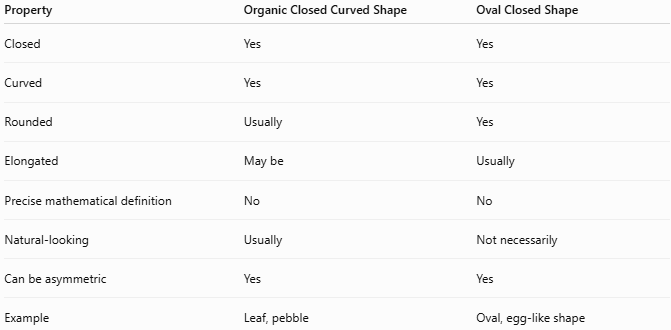 Property Organic Closed Curved Shape Oval Closed Shape
Closed Yes Yes
Curved Yes Yes
Rounded Usually Yes
Elongated May be Usually
Precise mathematical definition No No
Natural-looking Usually Not necessarily
Can be asymmetric Yes Yes
Example Leaf, pebble Oval, egg-like shape